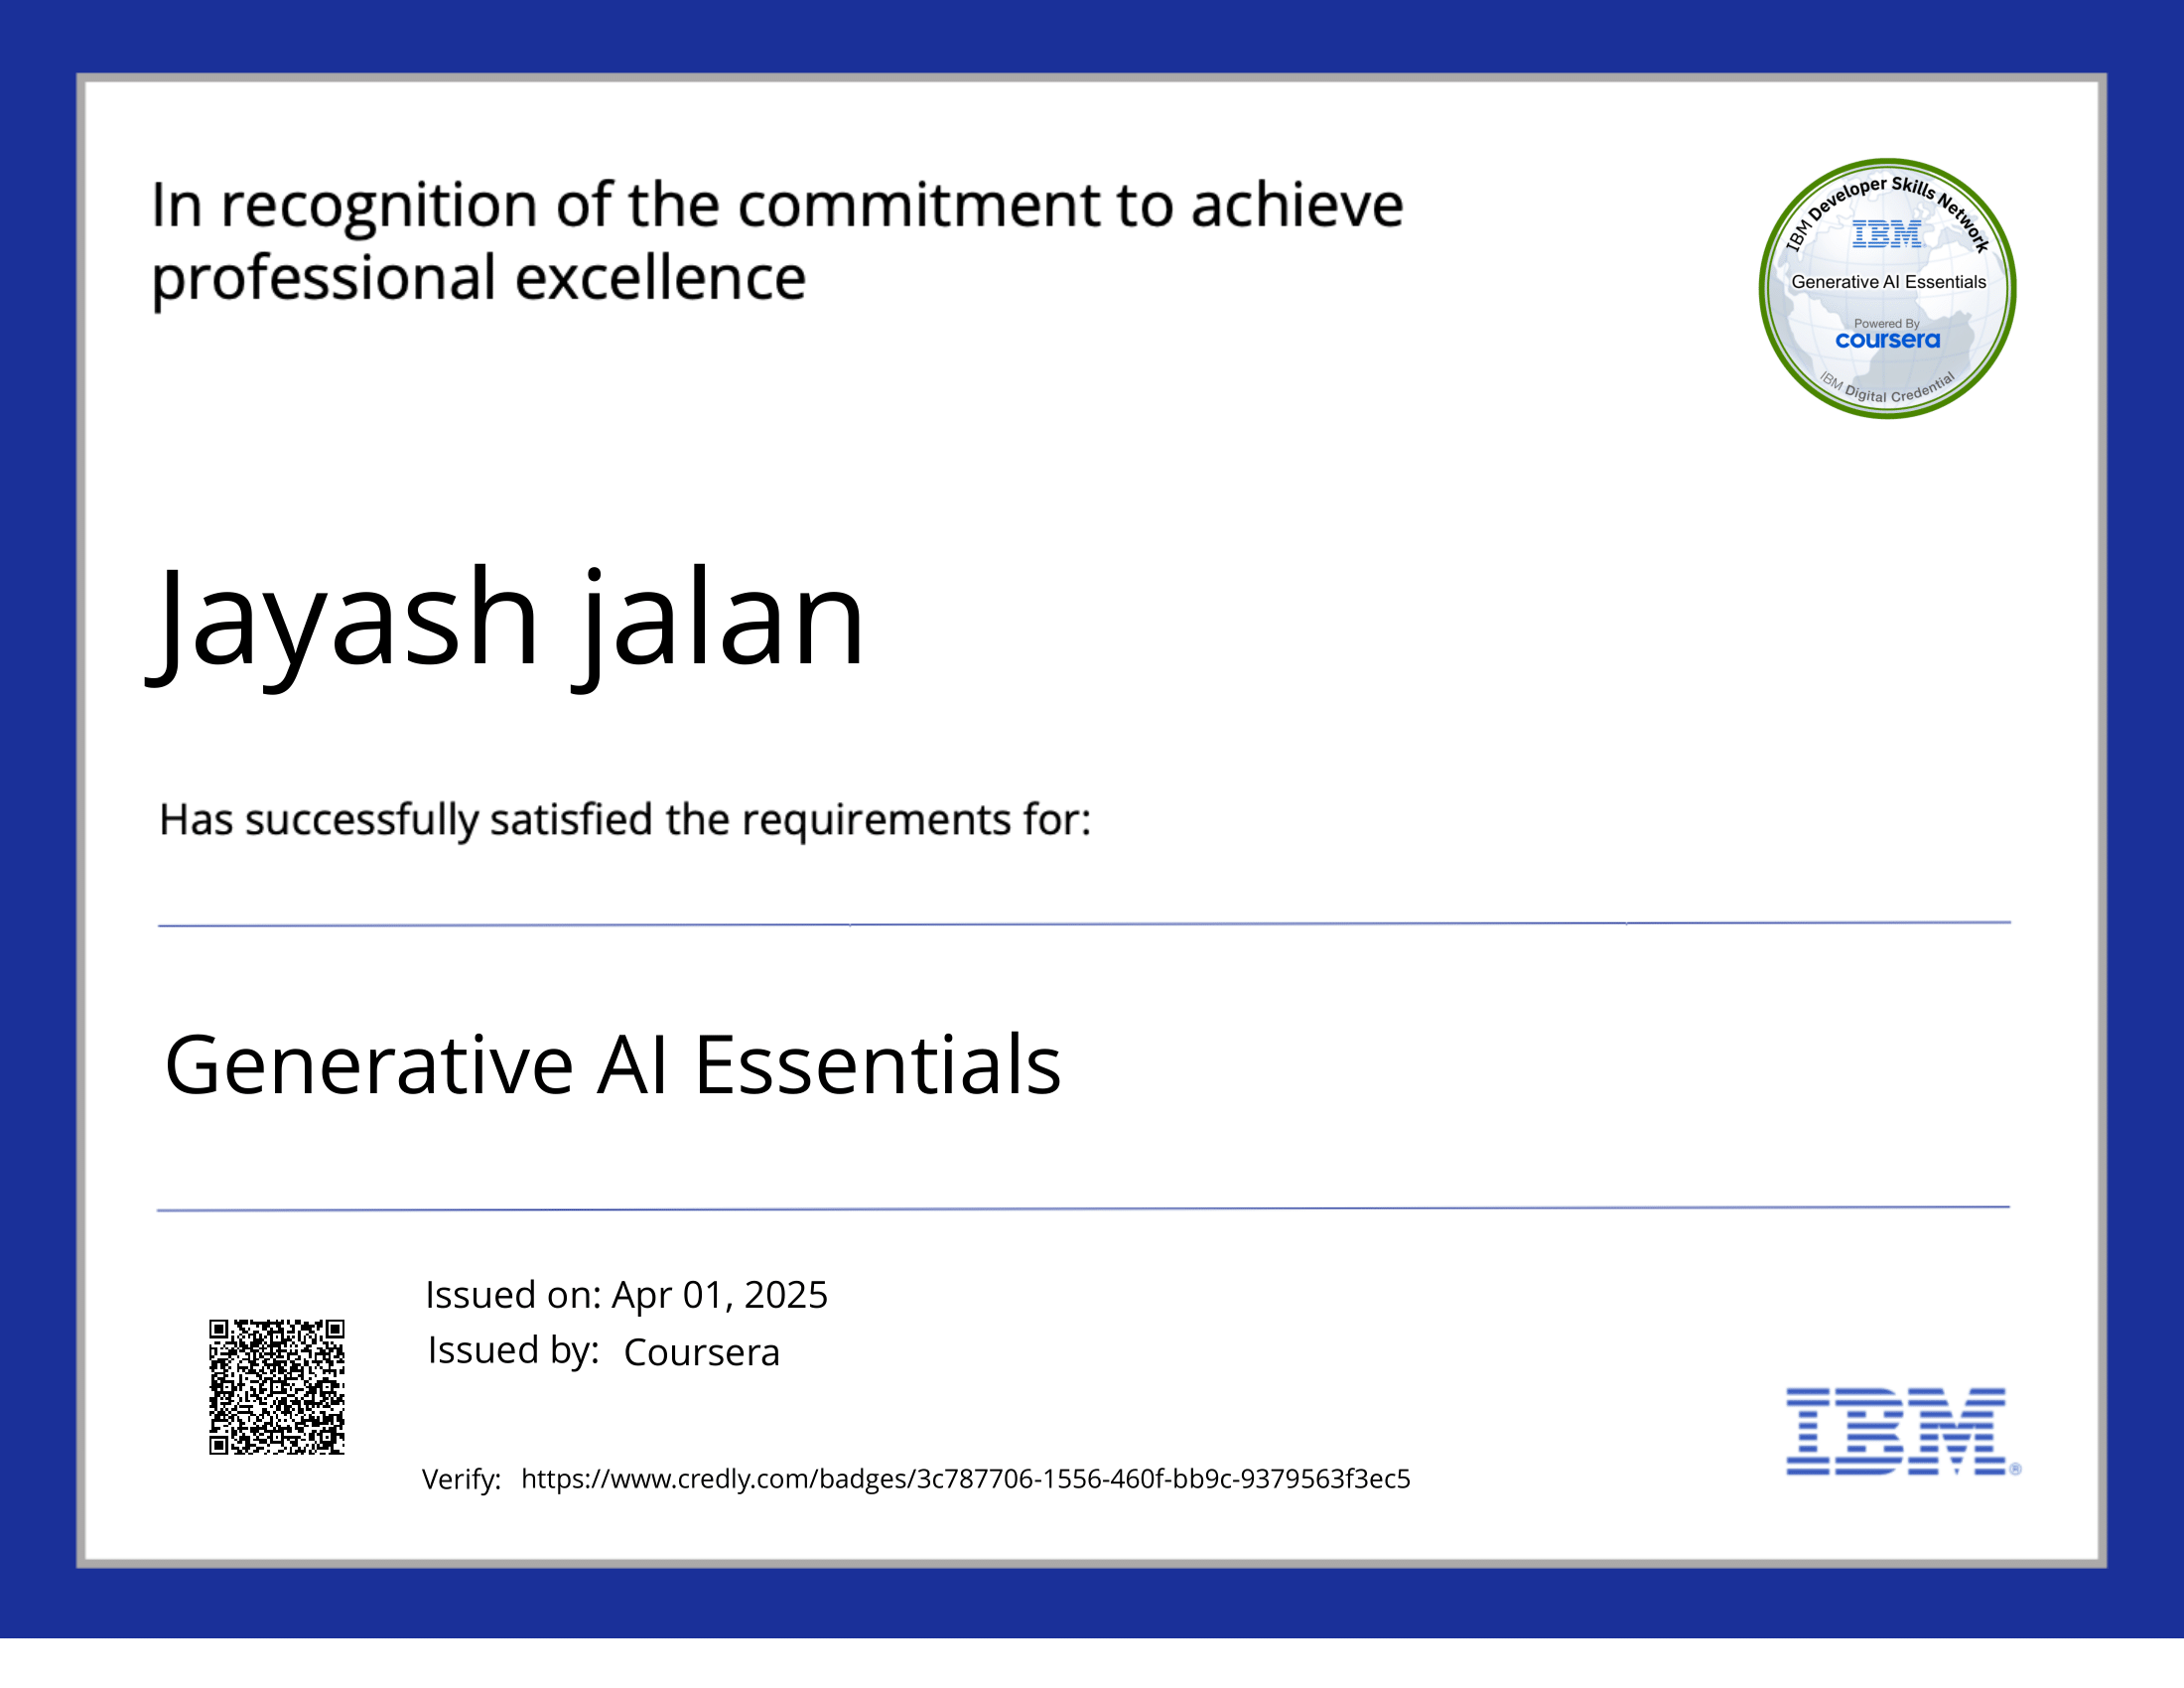 In recognition of the commitment to achieve
professional excellence
IBM Developer Skills Network
IBM
Generative AI Essentials
Powered By
coursera
IBM Digital Credential
Jayash jalan
Has successfully satisfied the requirements for:
Generative AI Essentials
Issued on: Apr 01, 2025
Issued by: Coursera
Verify: https://www.credly.com/badges/3c787706-1556-460f-bb9c-9379563f3ec5
IBM®